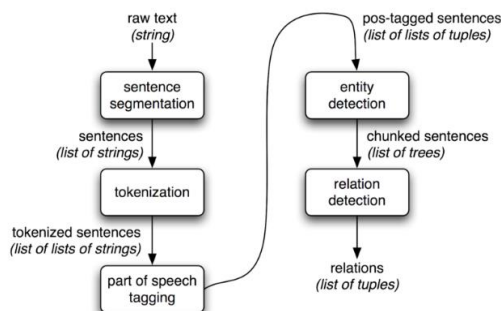 raw text
(string)
sentence
segmentation
sentences
(list of strings)
tokenization
tokenized sentences
(list of lists of strings)
part of speech
tagging
pos-tagged sentences
(list of lists of tuples)
entity
detection
chunked sentences
(list of trees)
relation
detection
relations
(list of tuples)